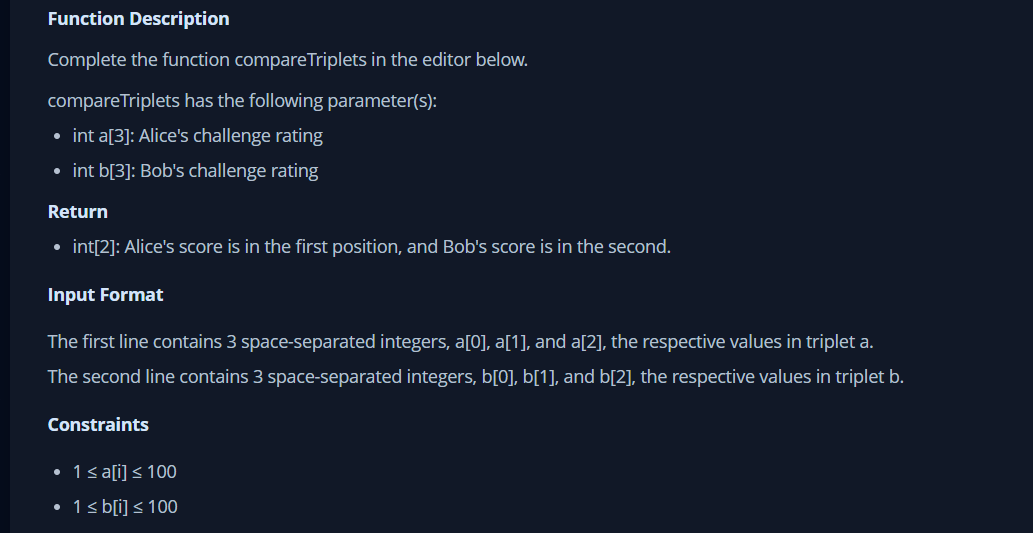 Function Description
Complete the function compareTriplets in the editor below.
compareTriplets has the following parameter(s):
• int a[3]: Alice's challenge rating
• int b[3]: Bob's challenge rating
Return
• int[2]: Alice's score is in the first position, and Bob's score is in the second.
Input Format
The first line contains 3 space-separated integers, a[0], a[1], and a[2], the respective values in triplet a.
The second line contains 3 space-separated integers, b[0], b[1], and b[2], the respective values in triplet b.
Constraints
• 1 ≤ a[i] ≤ 100
• 1 ≤ b[i] ≤ 100